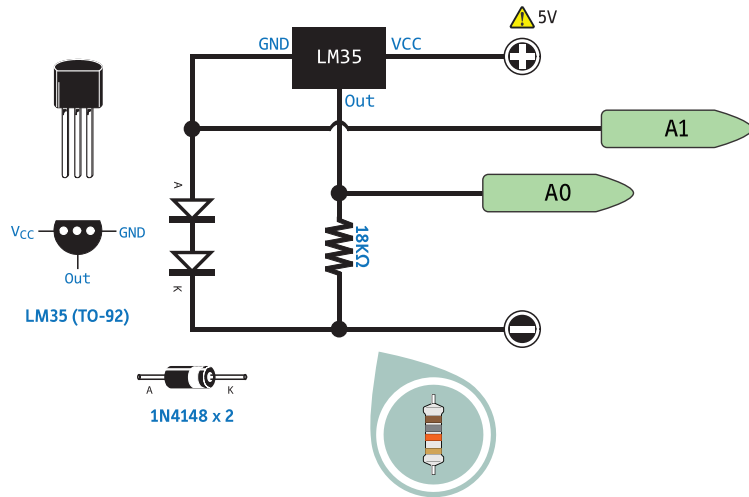 5V
GND
LM35
VCC
Out
A1
A
A0
18KΩ
K
VCC
GND
Out
LM35 (TO-92)
A
K
1N4148 x 2